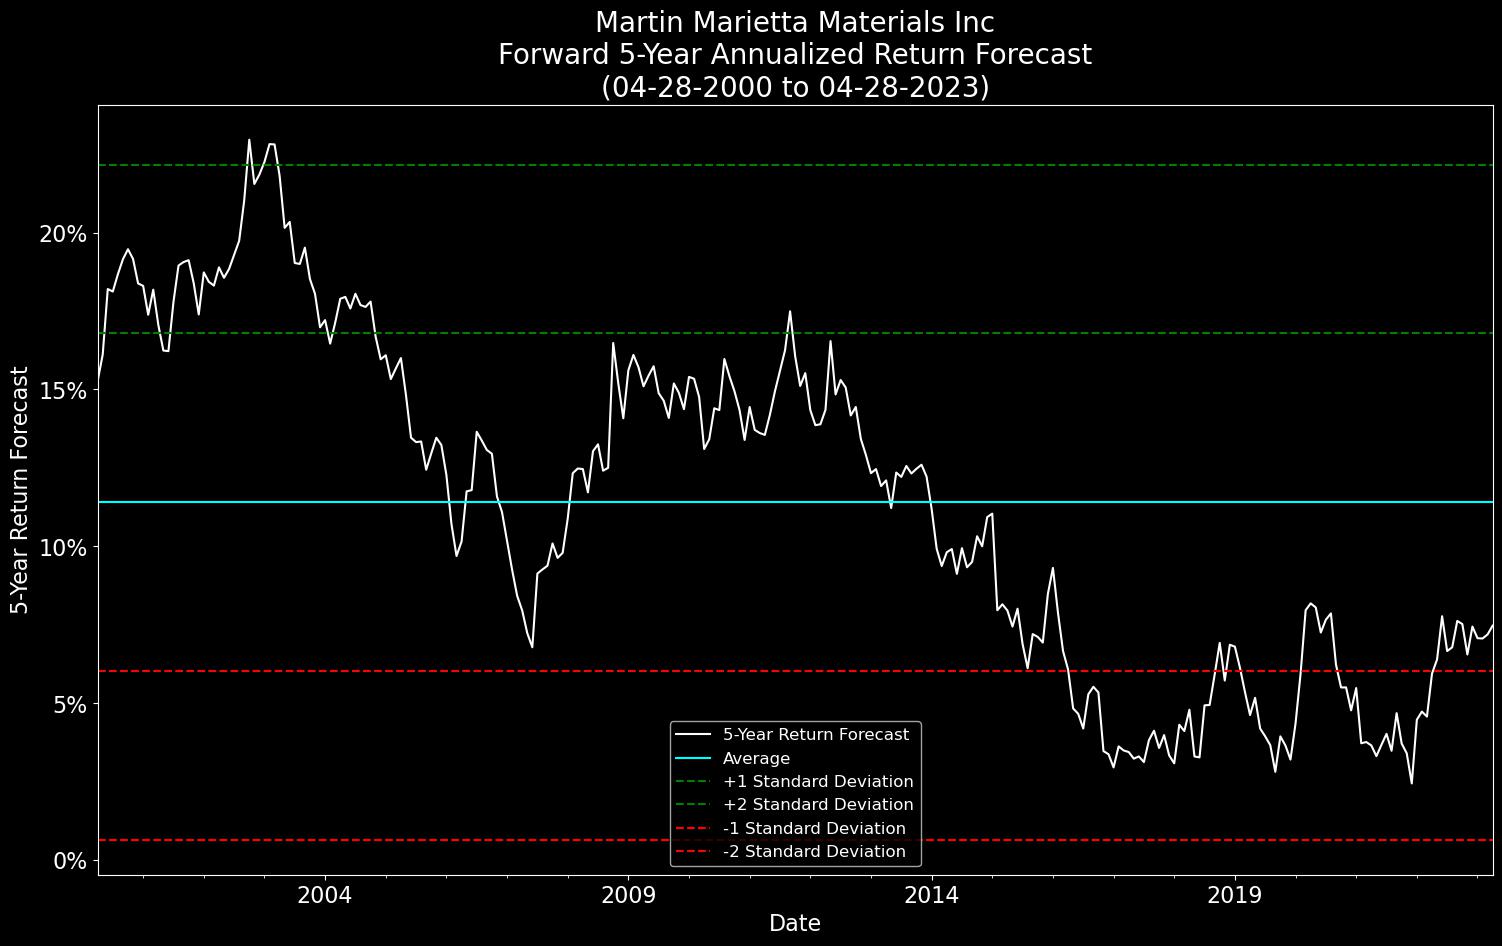 Martin Marietta Materials Inc
Forward 5-Year Annualized Return Forecast
(04-28-2000 to 04-28-2023)
5-Year Return Forecast
20%
15%
10%
5%
0%
5-Year Return Forecast
Average
+1 Standard Deviation
+2 Standard Deviation
-1 Standard Deviation
-2 Standard Deviation
2004 2009 2014 2019
Date